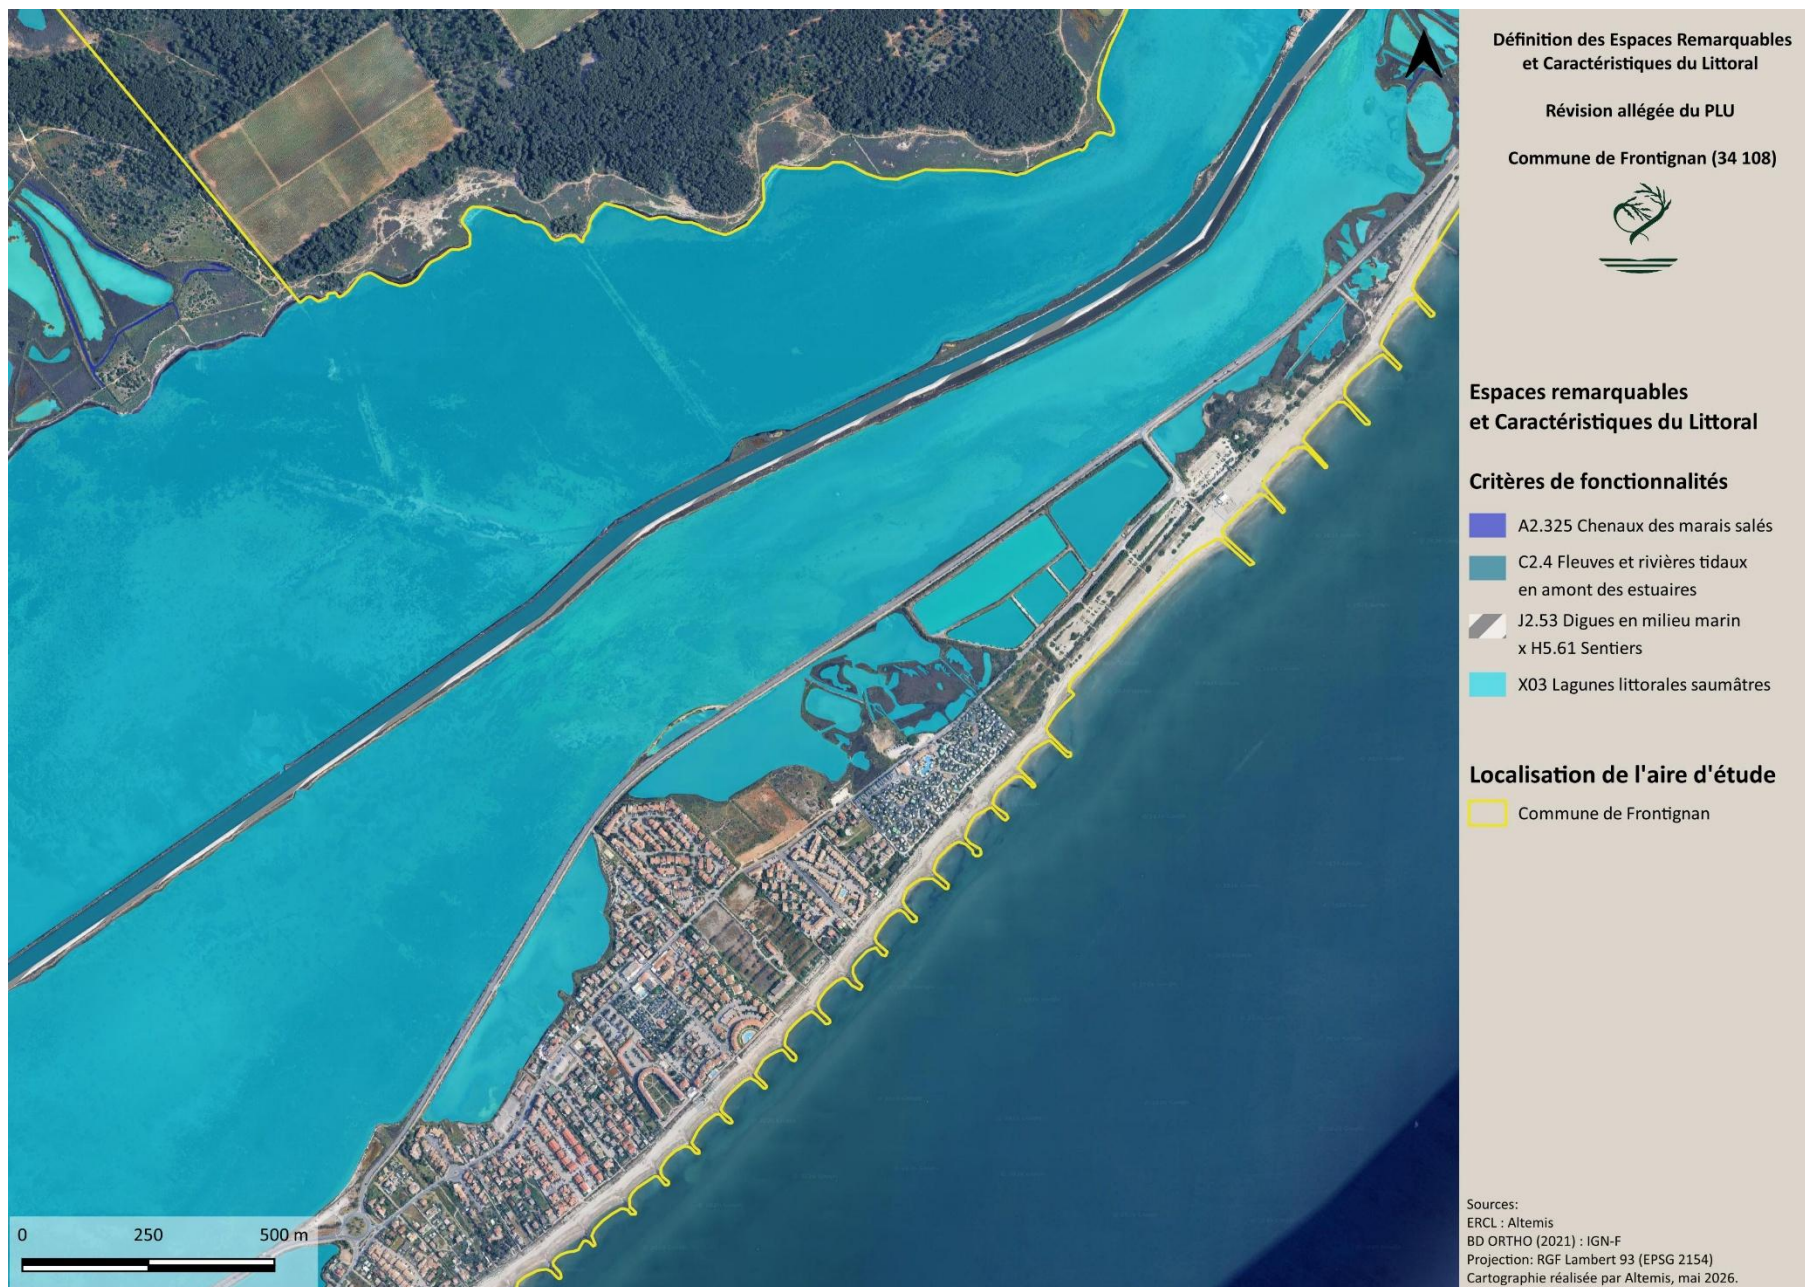 Définition des Espaces Remarquables
et Caractéristiques du Littoral
Révision allégée du PLU
Commune de Frontignan (34 108)
Espaces remarquables
et Caractéristiques du Littoral
Critères de fonctionnalités
A2.325 Chenaux des marais salés
C2.4 Fleuves et rivières tidaux
en amont des estuaires
J2.53 Digues en milieu marin
x H5.61 Sentiers
X03 Lagunes littorales saumâtres
Localisation de l'aire d'étude
Commune de Frontignan
0 250 500 m
Sources:
ERCL : Altemis
BD ORTHO (2021) : IGN-F
Projection: RGF Lambert 93 (EPSG 2154)
Cartographie réalisée par Altemis, mai 2026.